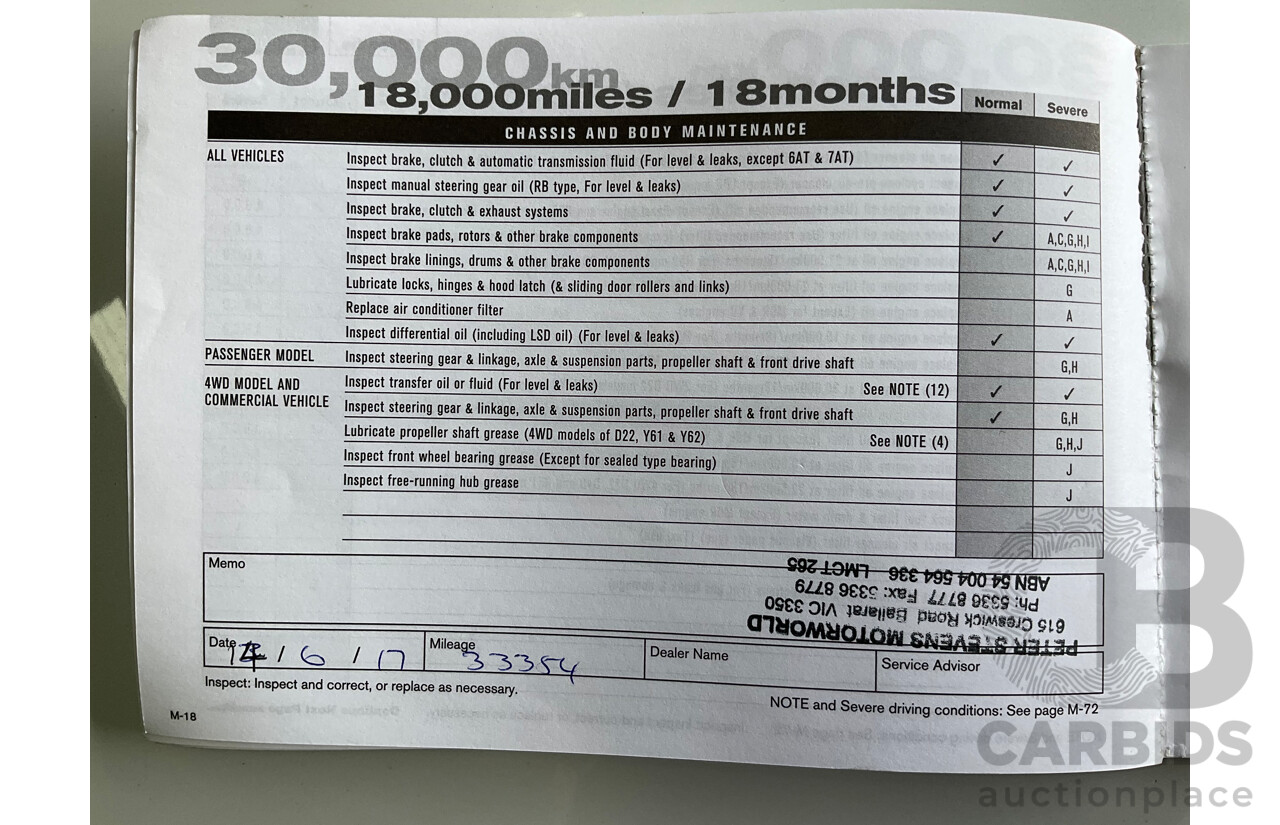 30,000km
18,000miles / 18months
Normal Severe
CHASSIS AND BODY MAINTENANCE
ALL VEHICLES Inspect brake, clutch & automatic transmission fluid (For level & leaks, except 6AT & 7AT) ✓ ✓
Inspect manual steering gear oil (RB type, For level & leaks) ✓ ✓
Inspect brake, clutch & exhaust systems ✓ ✓
Inspect brake pads, rotors & other brake components ✓ A,C,G,H,I
Inspect brake linings, drums & other brake components A,C,G,H,I
Lubricate locks, hinges & hood latch (& sliding door rollers and links) G
Replace air conditioner filter A
Inspect differential oil (including LSD oil) (For level & leaks) ✓ ✓
PASSENGER MODEL Inspect steering gear & linkage, axle & suspension parts, propeller shaft & front drive shaft G,H
4WD MODEL AND Inspect transfer oil or fluid (For level & leaks) See NOTE (12) ✓ ✓
COMMERCIAL VEHICLE Inspect steering gear & linkage, axle & suspension parts, propeller shaft & front drive shaft ✓ G,H
Lubricate propeller shaft grease (4WD models of D22, Y61 & Y62) See NOTE (4) G,H,J
Inspect front wheel bearing grease (Except for sealed type bearing) J
Inspect free-running hub grease J
Memo
PETER STEVENS MOTORWORLD
615 Creswick Road Ballarat VIC 3350
Ph: 5336 8777 Fax: 5336 8779
ABN 54 004 564 336 LMCT 265
Date / 6 / 17 Mileage 33354 Dealer Name Service Advisor
Inspect: Inspect and correct, or replace as necessary.
NOTE and Severe driving conditions: See page M-72
M-18
CARBIDS
auctionplace